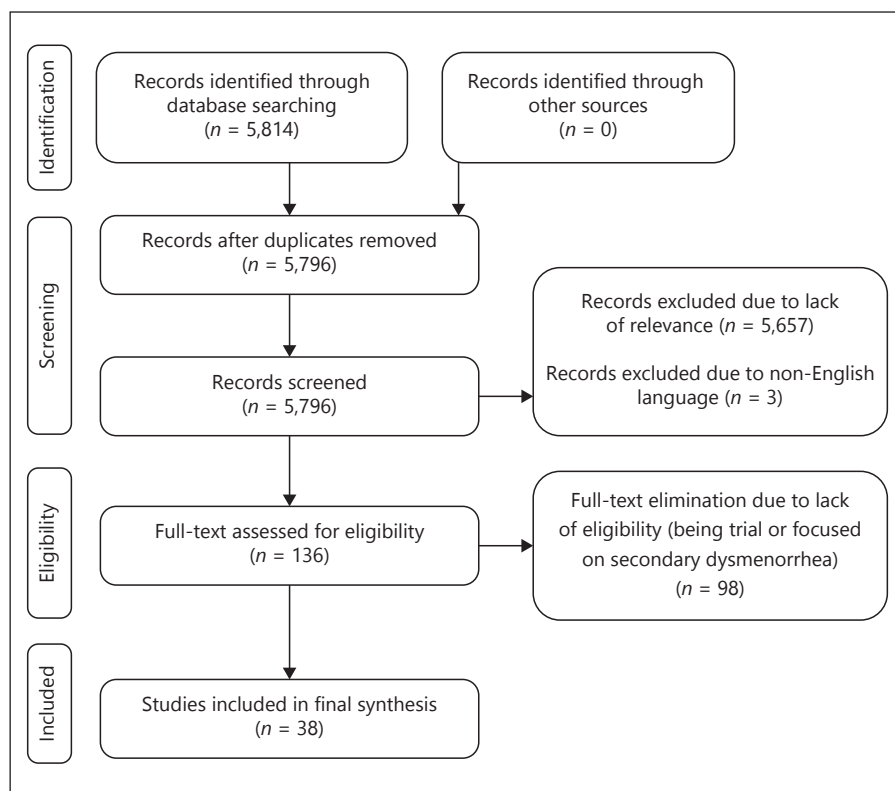 Identification
Records identified through
database searching
(n = 5,814)
Records identified through
other sources
(n = 0)
Screening
Records after duplicates removed
(n = 5,796)
Records screened
(n = 5,796)
Records excluded due to lack
of relevance (n = 5,657)
Records excluded due to non-English
language (n = 3)
Eligibility
Full-text assessed for eligibility
(n = 136)
Full-text elimination due to lack
of eligibility (being trial or focused
on secondary dysmenorrhea)
(n = 98)
Included
Studies included in final synthesis
(n = 38)